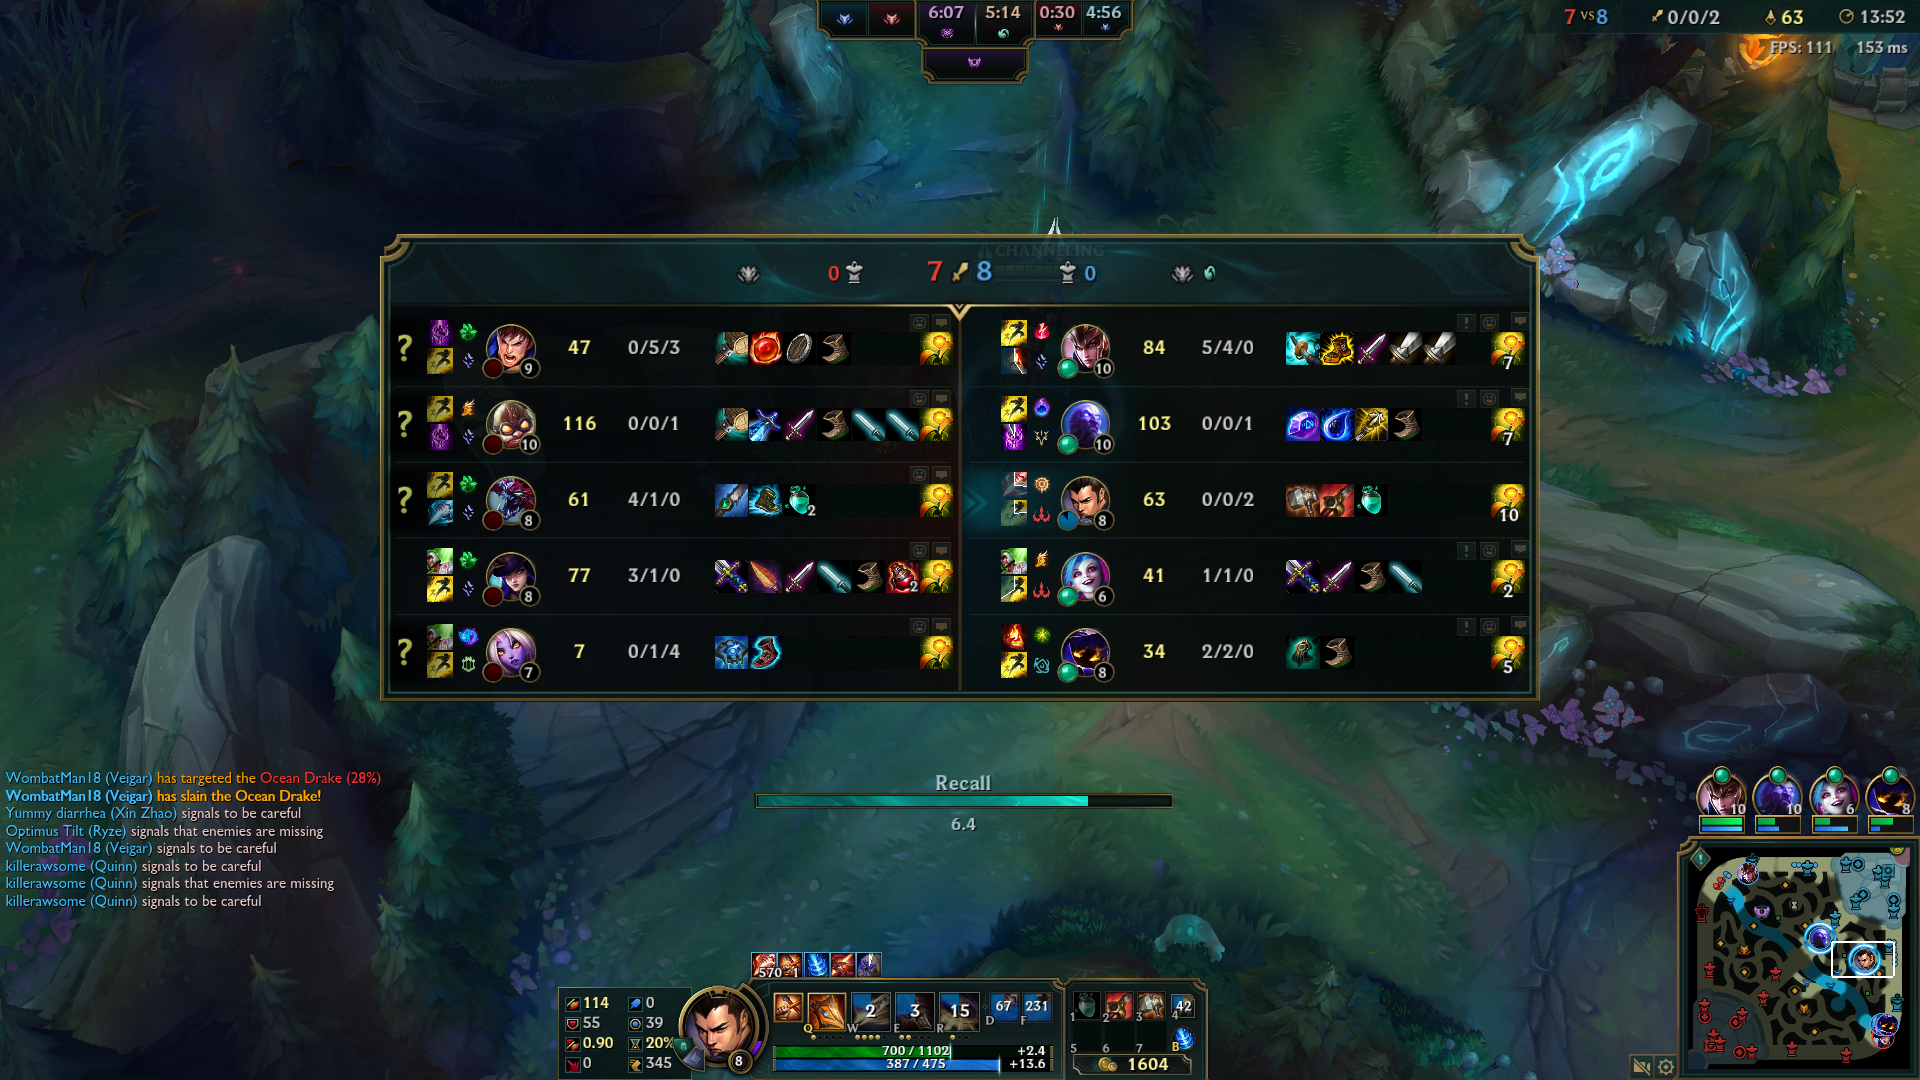 6:07 5:14 0:30 4:56
7 vs 8 0/0/2 63 13:52
FPS: 111 153 ms
CHANNELING
0 7 8 0
? 9 47 0/5/3
10 84 5/4/0 7
? 10 116 0/0/1
10 103 0/0/1 7
? 8 61 4/1/0 2
8 63 0/0/2 10
8 77 3/1/0 2
6 41 1/1/0 2
? 7 7 0/1/4
8 34 2/2/0 5
WombatMan18 (Veigar) has targeted the Ocean Drake (28%)
WombatMan18 (Veigar) has slain the Ocean Drake!
Yummy diarrhea (Xin Zhao) signals to be careful
Optimus Tilt (Ryze) signals that enemies are missing
WombatMan18 (Veigar) signals to be careful
killerawsome (Quinn) signals to be careful
killerawsome (Quinn) signals that enemies are missing
killerawsome (Quinn) signals to be careful
Recall
6.4
10 10 6 8
570 1
114 0
55 39
0.90 20%
0 345
8
Q W 2 E 3 R 15 D 67 F 231
700 / 1102 +2.4
387 / 475 +13.6
1 2 3 4 42
5 6 7 B
1604